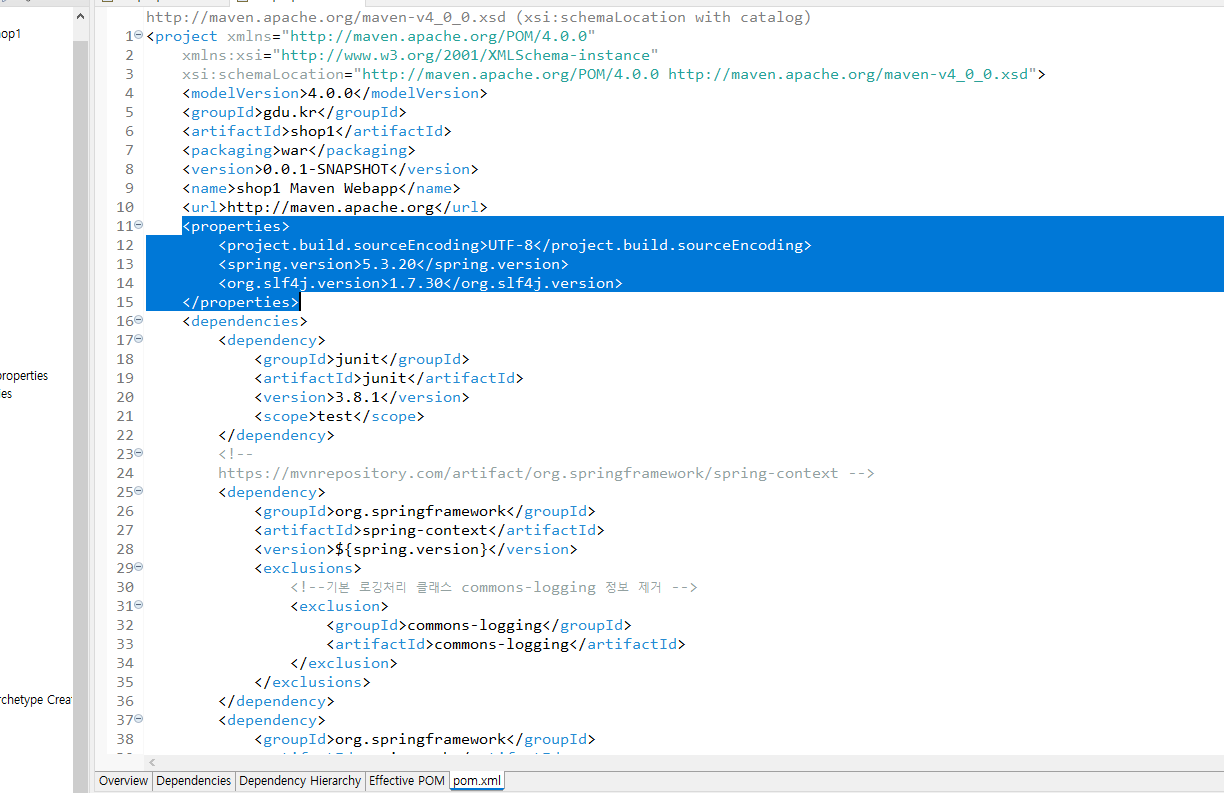 op1
roperties
es
rchetype Crea
http://maven.apache.org/maven-v4_0_0.xsd (xsi:schemaLocation with catalog)
1 <project xmlns="http://maven.apache.org/POM/4.0.0"
2 xmlns:xsi="http://www.w3.org/2001/XMLSchema-instance"
3 xsi:schemaLocation="http://maven.apache.org/POM/4.0.0 http://maven.apache.org/maven-v4_0_0.xsd">
4 <modelVersion>4.0.0</modelVersion>
5 <groupId>gdu.kr</groupId>
6 <artifactId>shop1</artifactId>
7 <packaging>war</packaging>
8 <version>0.0.1-SNAPSHOT</version>
9 <name>shop1 Maven Webapp</name>
10 <url>http://maven.apache.org</url>
11 <properties>
12 <project.build.sourceEncoding>UTF-8</project.build.sourceEncoding>
13 <spring.version>5.3.20</spring.version>
14 <org.slf4j.version>1.7.30</org.slf4j.version>
15 </properties>
16 <dependencies>
17 <dependency>
18 <groupId>junit</groupId>
19 <artifactId>junit</artifactId>
20 <version>3.8.1</version>
21 <scope>test</scope>
22 </dependency>
23 <!--
24 https://mvnrepository.com/artifact/org.springframework/spring-context -->
25 <dependency>
26 <groupId>org.springframework</groupId>
27 <artifactId>spring-context</artifactId>
28 <version>${spring.version}</version>
29 <exclusions>
30 <!--기본 로깅처리 클래스 commons-logging 정보 제거 -->
31 <exclusion>
32 <groupId>commons-logging</groupId>
33 <artifactId>commons-logging</artifactId>
34 </exclusion>
35 </exclusions>
36 </dependency>
37 <dependency>
38 <groupId>org.springframework</groupId>
Overview Dependencies Dependency Hierarchy Effective POM pom.xml